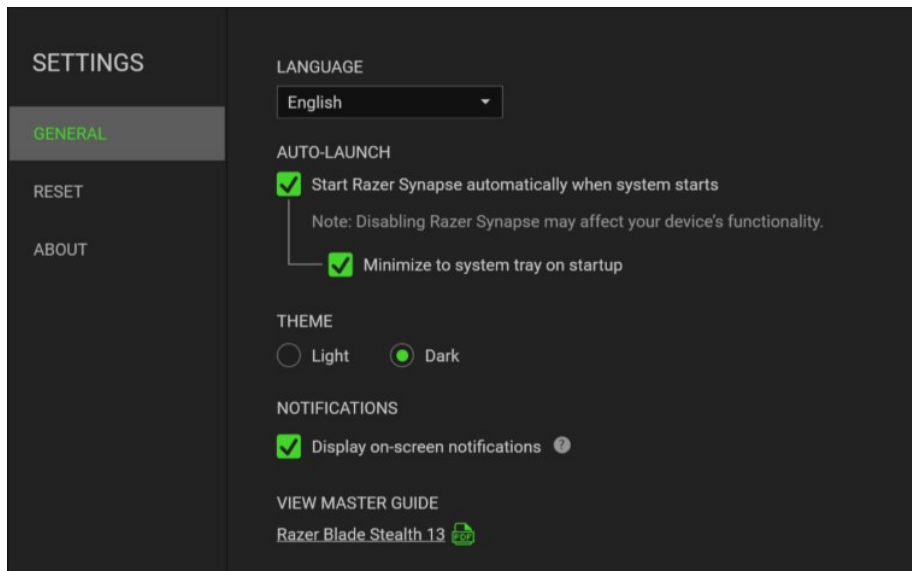 SETTINGS
GENERAL
RESET
ABOUT
LANGUAGE
English
AUTO-LAUNCH
Start Razer Synapse automatically when system starts
Note: Disabling Razer Synapse may affect your device's functionality.
Minimize to system tray on startup
THEME
Light Dark
NOTIFICATIONS
Display on-screen notifications ?
VIEW MASTER GUIDE
Razer Blade Stealth 13 PDF